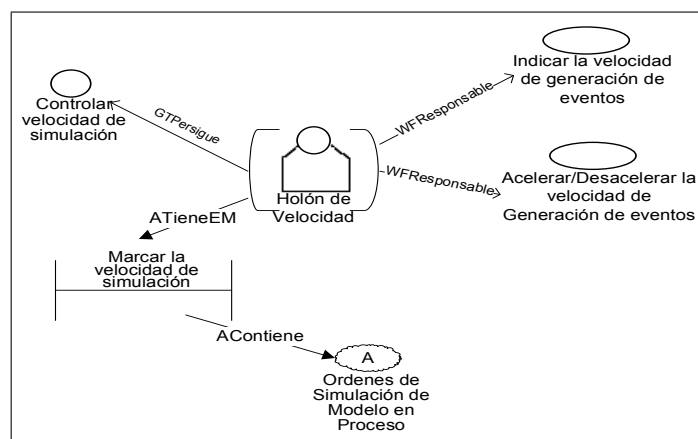 Indicar la velocidad
de generación de
eventos
Controlar
velocidad de
simulación
GTPersigue
WFResponsable
WFResponsable
Holón de
Velocidad
Acelerar/Desacelerar la
velocidad de
Generación de eventos
ATieneEM
Marcar la
velocidad de
simulación
AContiene
A
Ordenes de
Simulación de
Modelo en
Proceso